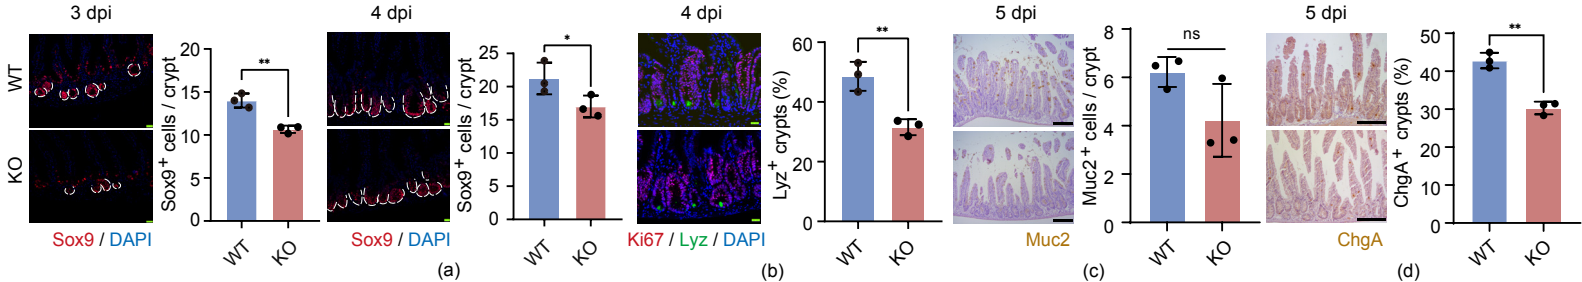 3 dpi
WT
KO
Sox9 / DAPI
Sox9⁺ cells / crypt
20
15
10
5
0
**
WT
KO
4 dpi
Sox9 / DAPI
(a)
Sox9⁺ cells / crypt
25
20
15
10
5
0
*
WT
KO
4 dpi
Ki67 / Lyz / DAPI
(b)
Lyz⁺ crypts (%)
60
40
20
0
**
WT
KO
5 dpi
Muc2
(c)
Muc2⁺ cells / crypt
8
6
4
2
0
ns
WT
KO
5 dpi
ChgA
(d)
ChgA⁺ crypts (%)
50
40
30
20
10
0
**
WT
KO